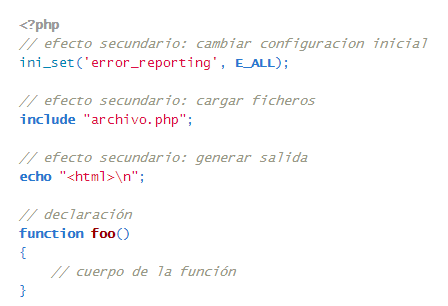 <?php
// efecto secundario: cambiar configuracion inicial
ini_set('error_reporting', E_ALL);
// efecto secundario: cargar ficheros
include "archivo.php";
// efecto secundario: generar salida
echo "<html>\n";
// declaración
function foo()
{
// cuerpo de la función
}